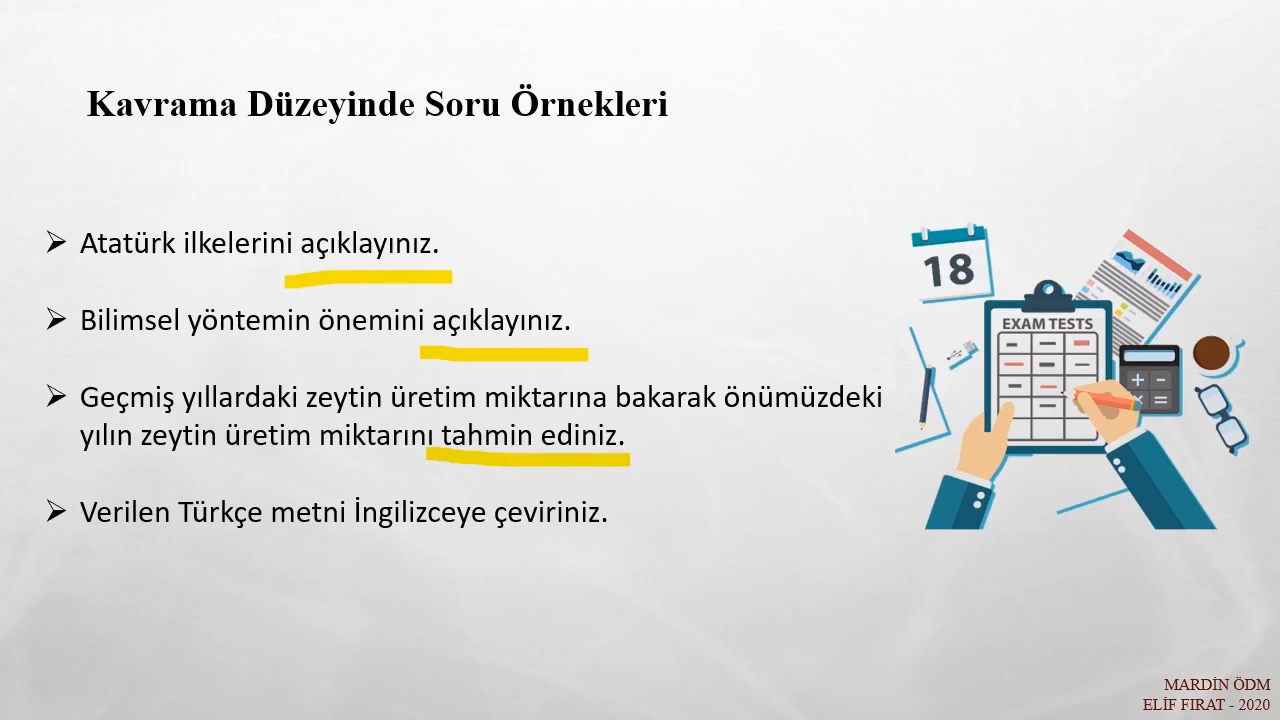 Kavrama Düzeyinde Soru Örnekleri
Atatürk ilkelerini açıklayınız.
Bilimsel yöntemin önemini açıklayınız.
Geçmiş yıllardaki zeytin üretim miktarına bakarak önümüzdeki
yılın zeytin üretim miktarını tahmin ediniz.
Verilen Türkçe metni İngilizceye çeviriniz.
18
EXAM TESTS
MARDİN ÖDM
ELİF FIRAT - 2020